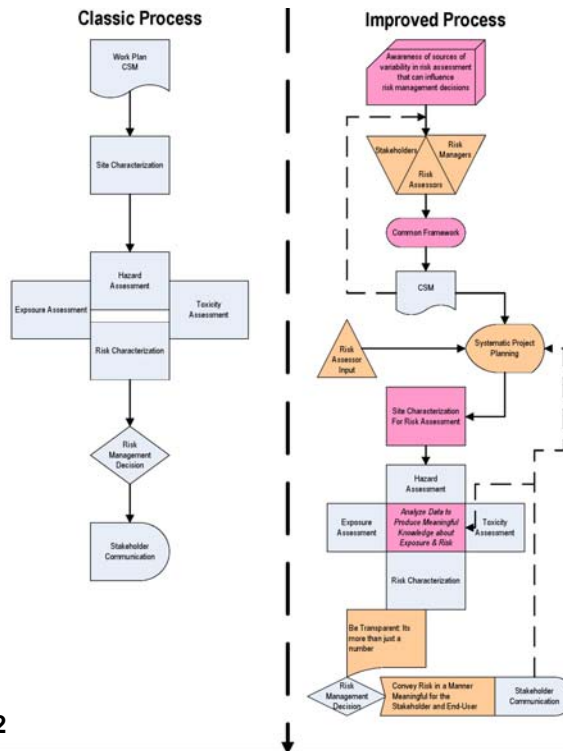 Classic Process
Work Plan
CSM
Site Characterization
Hazard
Assessment
Exposure Assessment
Toxicity
Assessment
Risk Characterization
Risk
Management
Decision
Stakeholder
Communication
Improved Process
Awareness of sources of
variability in risk assessment
that can influence
risk management decisions
Stakeholders
Risk
Managers
Risk
Assessors
Common Framework
CSM
Risk
Assessor
Input
Systematic Project
Planning
Site Characterization
For Risk Assessment
Hazard
Assessment
Exposure
Assessment
Analyze Data to
Produce Meaningful
Knowledge about
Exposure & Risk
Toxicity
Assessment
Risk Characterization
Be Transparent: Its
more than just a
number
Risk
Management
Decision
Convey Risk in a Manner
Meaningful for the
Stakeholder and End-User
Stakeholder
Communication
2